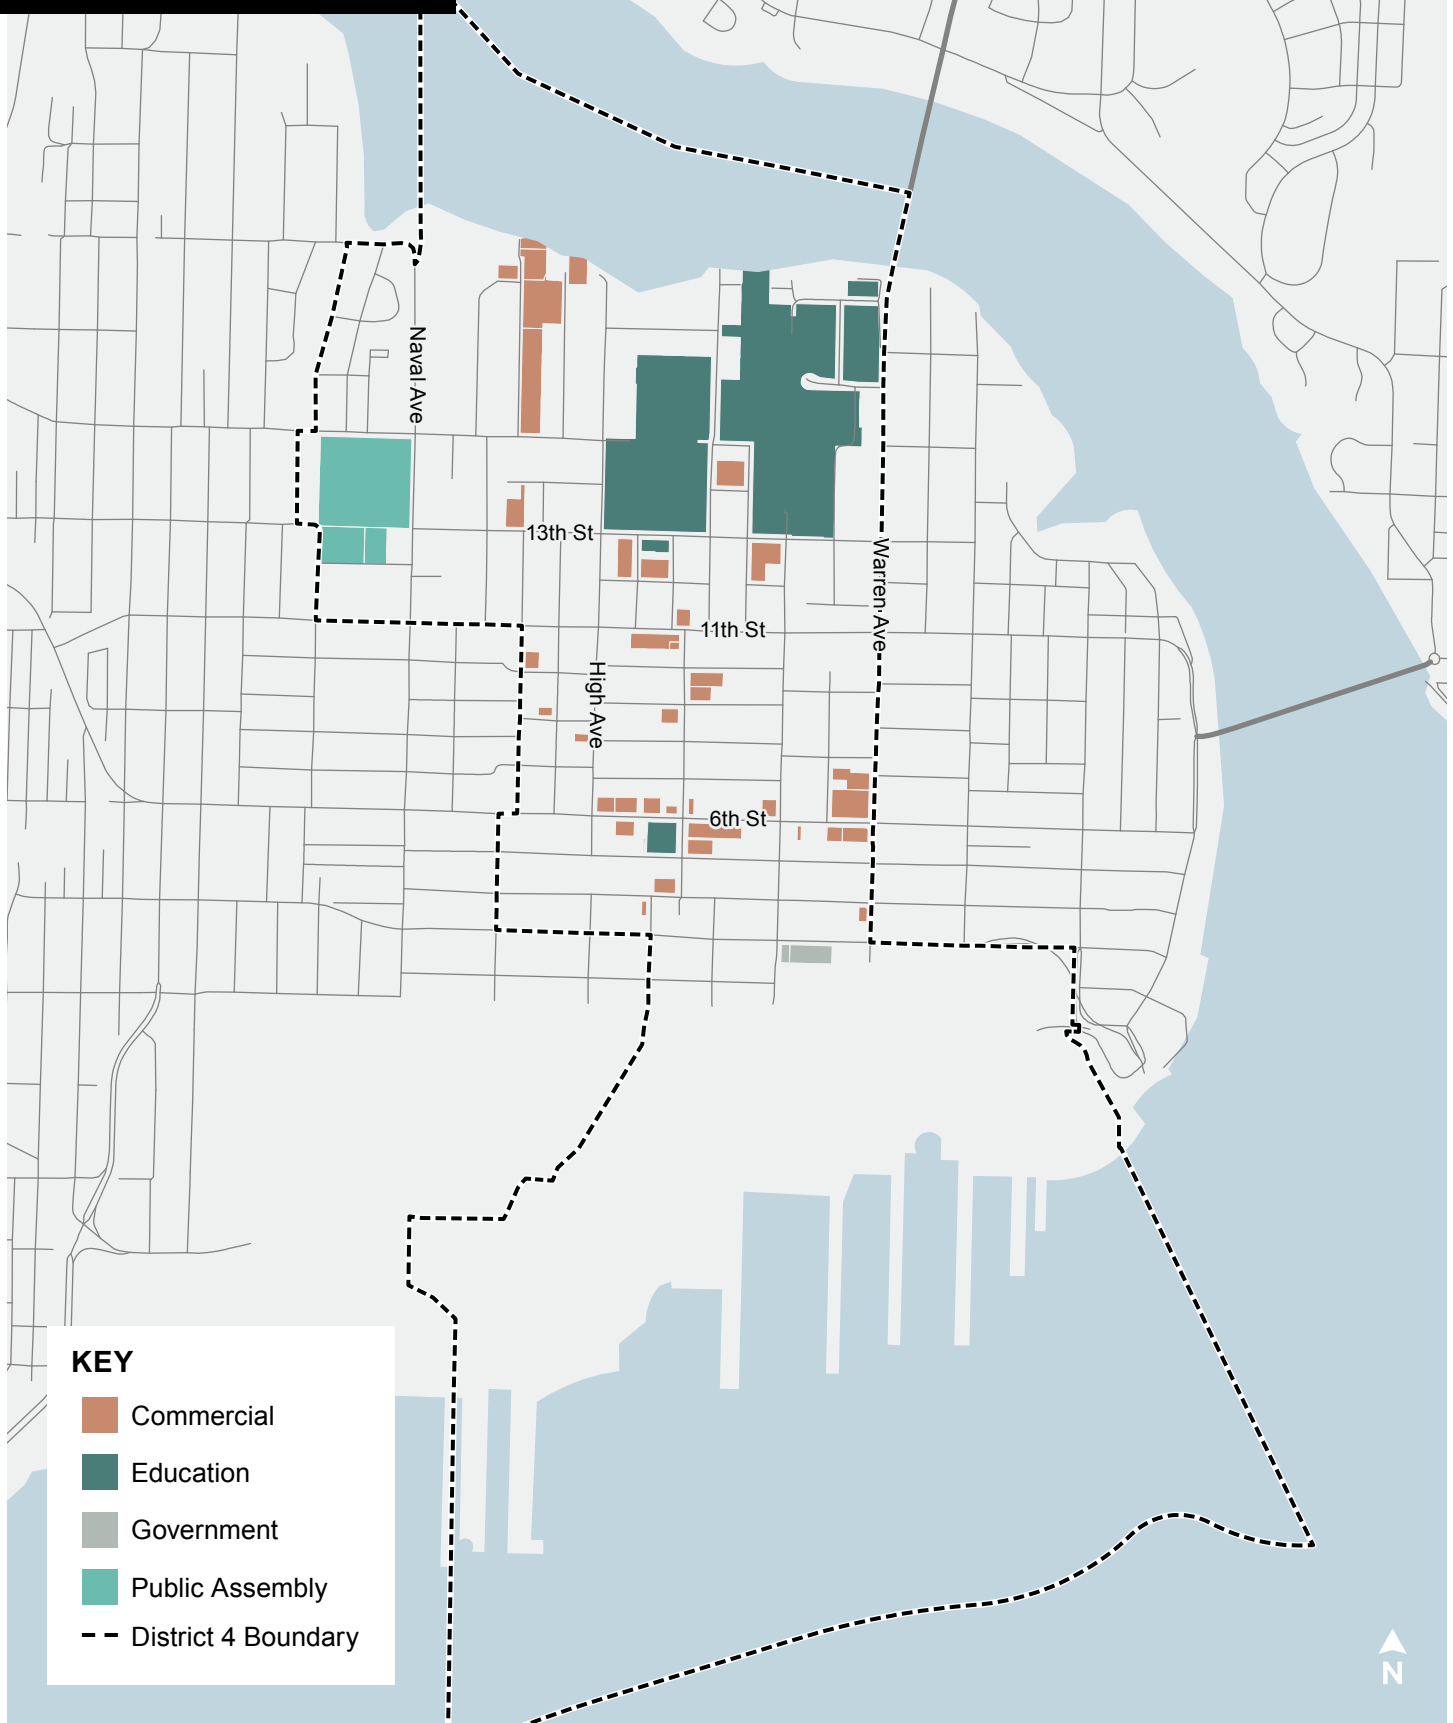 Naval Ave
13th St
Warren Ave
11th St
High Ave
6th St
KEY
Commercial
Education
Government
Public Assembly
District 4 Boundary
N